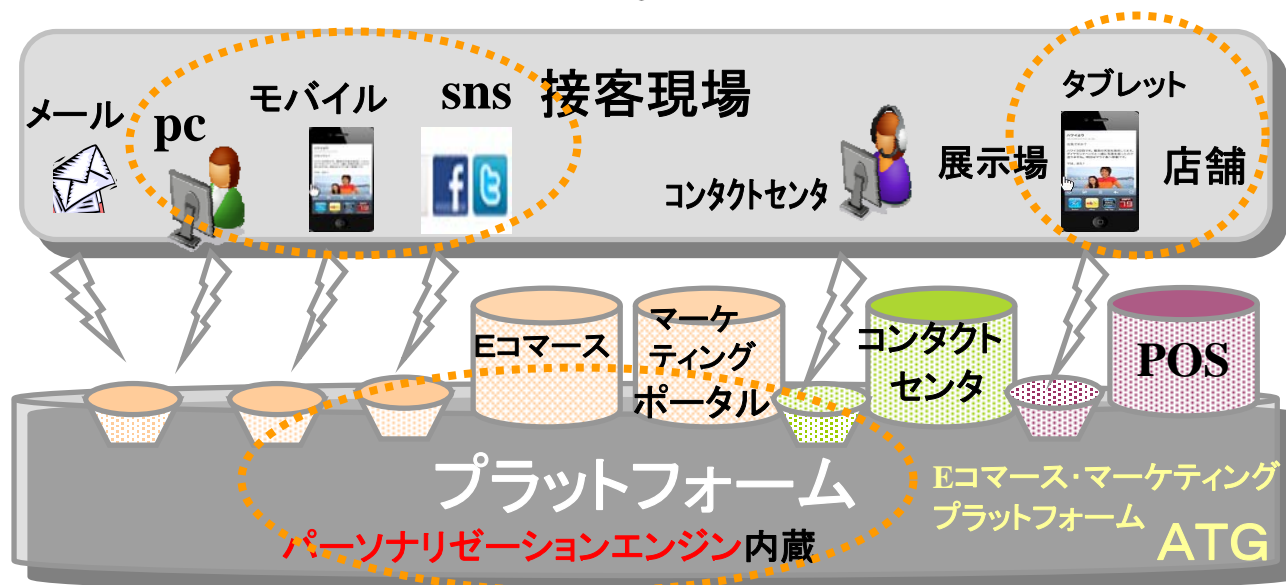 メール
pc
モバイル
sns
接客現場
コンタクトセンタ
展示場
タブレット
店舗
Eコマース
マーケ
ティング
ポータル
コンタクト
センタ
POS
プラットフォーム
パーソナリゼーションエンジン内蔵
Eコマース・マーケティング
プラットフォーム
ATG